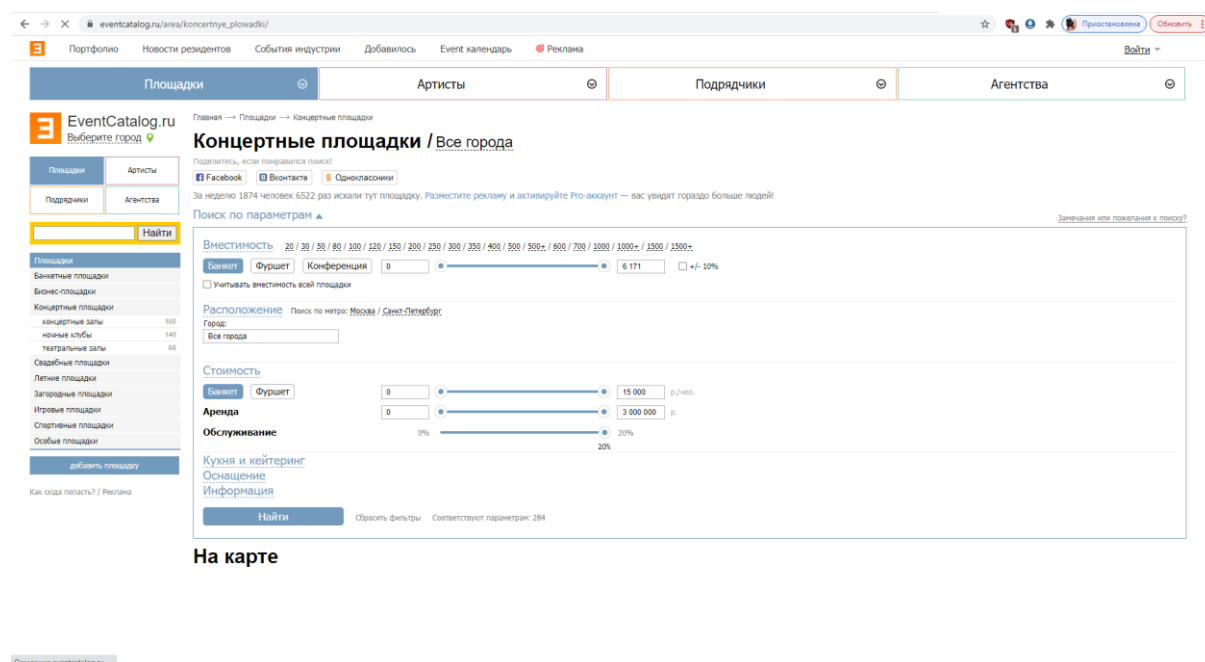 eventcatalog.ru/area/koncertnye_plowadki/
Приостановлена
Обновить
Портфолио Новости резидентов События индустрии Добавилось Event календарь Реклама Войти
Площадки Артисты Подрядчики Агентства
EventCatalog.ru
Выберите город
Площадки Артисты
Подрядчики Агентства
Найти
Площадки
Банкетные площадки
Бизнес-площадки
Концертные площадки
концертные залы 168
ночные клубы 140
театральные залы 66
Свадебные площадки
Летние площадки
Загородные площадки
Игровые площадки
Спортивные площадки
Особые площадки
добавить площадку
Как сюда попасть? / Реклама
Главная → Площадки → Концертные площадки
Концертные площадки / Все города
Поделитесь, если понравился поиск!
Facebook Вконтакте Одноклассники
За неделю 1874 человек 6522 раз искали тут площадку. Разместите рекламу и активируйте Pro-аккаунт — вас увидят гораздо больше людей!
Поиск по параметрам
Замечания или пожелания к поиску?
Вместимость 20 / 30 / 50 / 80 / 100 / 120 / 150 / 200 / 250 / 300 / 350 / 400 / 500 / 500+ / 600 / 700 / 1000 / 1000+ / 1500 / 1500+
Банкет Фуршет Конференция 0 6 171 +/- 10%
Учитывать вместимость всей площадки
Расположение Поиск по метро: Москва / Санкт-Петербург
Город:
Все города
Стоимость
Банкет Фуршет 0 15 000 р./чел.
Аренда 0 3 000 000 р.
Обслуживание 0% 20%
20%
Кухня и кейтеринг
Оснащение
Информация
Найти Сбросить фильтры Соответствуют параметрам: 284
На карте